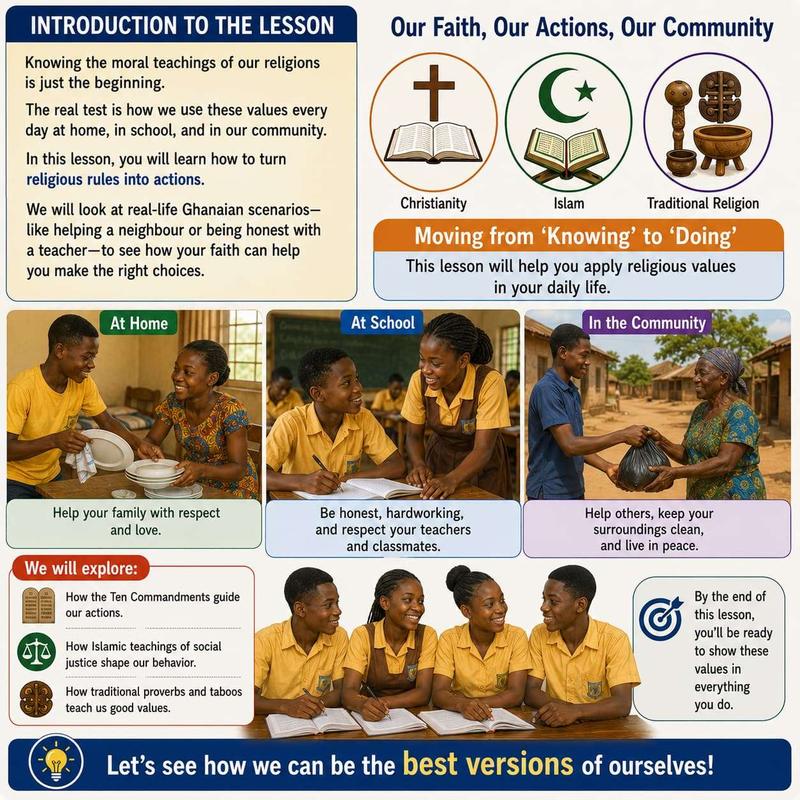 INTRODUCTION TO THE LESSON
Knowing the moral teachings of our religions
is just the beginning.
The real test is how we use these values every
day at home, in school, and in our community.
In this lesson, you will learn how to turn
religious rules into actions.
We will look at real-life Ghanaian scenarios—
like helping a neighbour or being honest with
a teacher—to see how your faith can help
you make the right choices.
Our Faith, Our Actions, Our Community
Christianity
Islam
Traditional Religion
Moving from ‘Knowing’ to ‘Doing’
This lesson will help you apply religious values
in your daily life.
At Home
Help your family with respect
and love.
At School
Be honest, hardworking,
and respect your teachers
and classmates.
In the Community
Help others, keep your
surroundings clean,
and live in peace.
We will explore:
How the Ten Commandments guide
our actions.
How Islamic teachings of social
justice shape our behavior.
How traditional proverbs and taboos
teach us good values.
By the end of
this lesson,
you’ll be ready
to show these
values in
everything
you do.
Let’s see how we can be the best versions of ourselves!